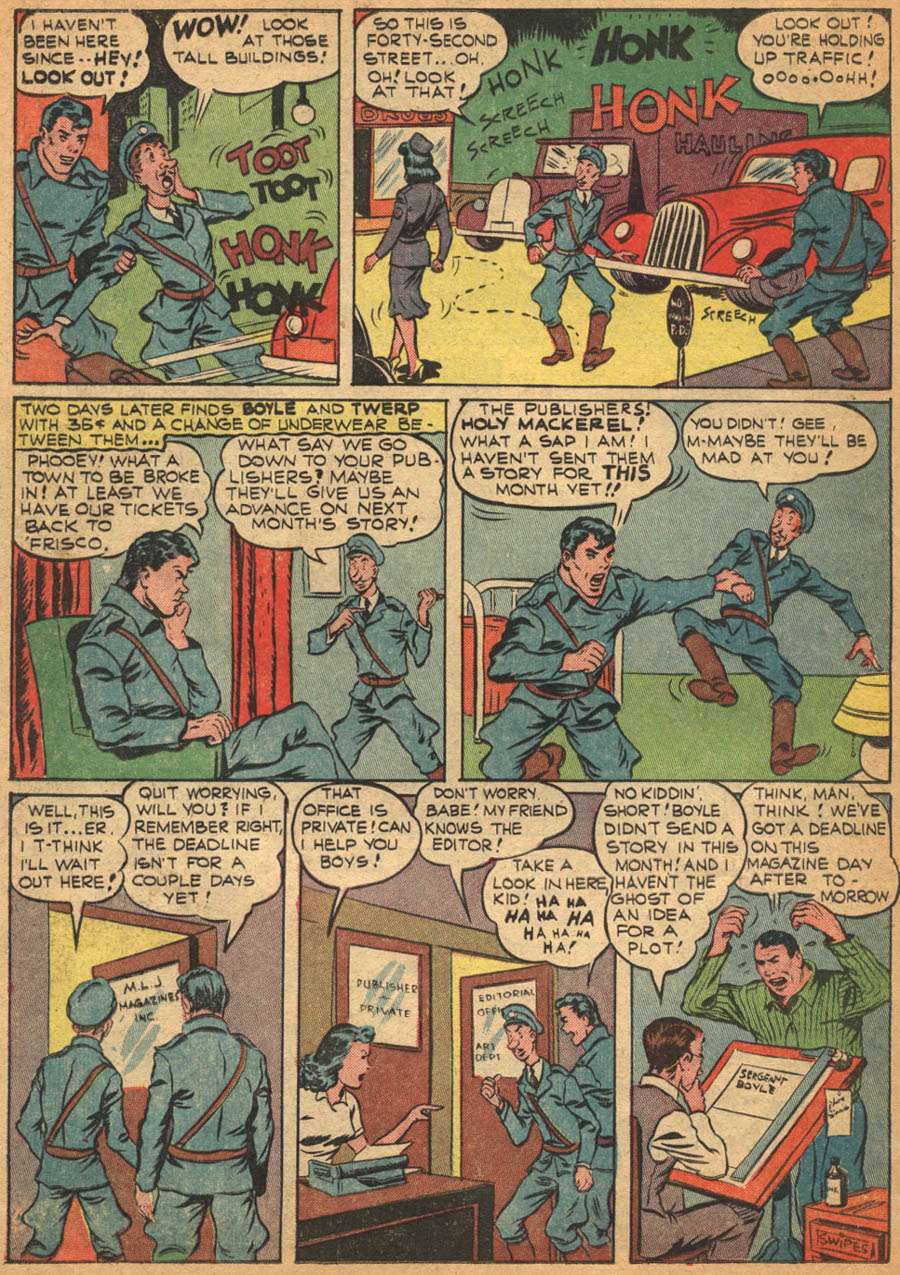 I HAVEN'T
BEEN HERE
SINCE--HEY!
LOOK OUT!
WOW! LOOK
AT THOSE
TALL BUILDINGS!
TOOT
TOOT
HONK
HONK
SO THIS IS
FORTY-SECOND
STREET...OH.
OH! LOOK
AT THAT!
HONK
HONK
SCREECH
SCREECH
HONK
LOOK OUT!
YOU'RE HOLDING
UP TRAFFIC!
OOOOOOHH!
DRUGS
HAULING
NO
P.D.
SCREECH
TWO DAYS LATER FINDS BOYLE AND TWERP
WITH 36¢ AND A CHANGE OF UNDERWEAR BE-
TWEEN THEM...
PHOOEY! WHAT A
TOWN TO BE BROKE
IN! AT LEAST WE
HAVE OUR TICKETS
BACK TO
'FRISCO.
WHAT SAY WE GO
DOWN TO YOUR PUB-
LISHERS? MAYBE
THEY'LL GIVE US AN
ADVANCE ON NEXT
MONTH'S STORY!
THE PUBLISHERS!
HOLY MACKEREL!
WHAT A SAP I AM! I
HAVEN'T SENT THEM
A STORY FOR THIS
MONTH YET!!
YOU DIDN'T! GEE,
M-MAYBE THEY'LL BE
MAD AT YOU!
WELL, THIS
IS IT...ER,
I T-THINK
I'LL WAIT
OUT HERE!
QUIT WORRYING,
WILL YOU? IF I
REMEMBER RIGHT,
THE DEADLINE
ISN'T FOR A
COUPLE DAYS
YET!
M.L.J
MAGAZINES
INC
THAT
OFFICE IS
PRIVATE! CAN
I HELP YOU
BOYS!
DON'T WORRY,
BABE! MY FRIEND
KNOWS THE
EDITOR!
TAKE A
LOOK IN HERE,
KID! HA HA
HA HA HA
HA HA HA HA
HA!
PUBLISHER
PRIVATE
EDITORIAL
OFFI
ART
DEPT
NO KIDDIN',
SHORT! BOYLE
DIDN'T SEND A
STORY IN THIS
MONTH! AND I
HAVENT THE
GHOST OF
AN IDEA
FOR A
PLOT!
THINK, MAN,
THINK! WE'VE
GOT A DEADLINE
ON THIS
MAGAZINE DAY
AFTER TO-
MORROW
SERGEANT
BOYLE
INK
SWIPES